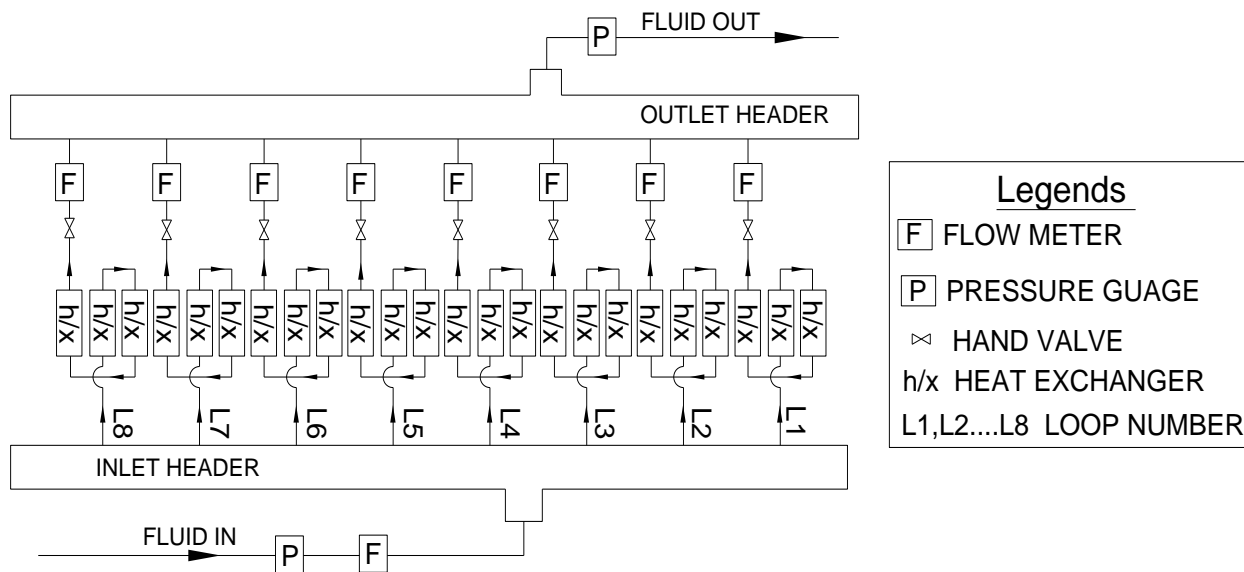 FLUID OUT
P
OUTLET HEADER
F F F F F F F F
h/x h/x h/x h/x h/x h/x h/x h/x h/x h/x h/x h/x h/x h/x h/x h/x h/x h/x h/x h/x h/x h/x h/x h/x
L8 L7 L6 L5 L4 L3 L2 L1
INLET HEADER
FLUID IN
P F
Legends
F FLOW METER
P PRESSURE GUAGE
HAND VALVE
h/x HEAT EXCHANGER
L1,L2....L8 LOOP NUMBER